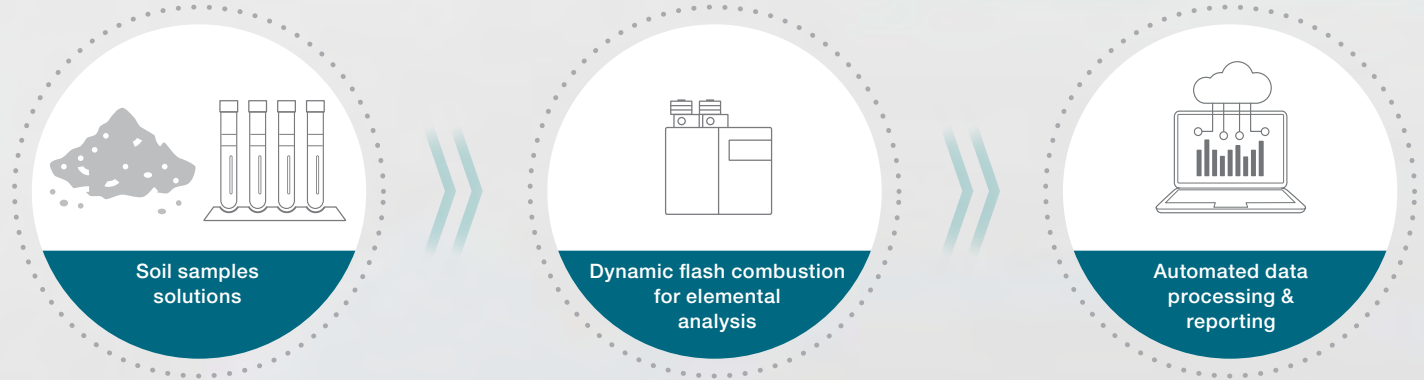 Soil samples
solutions
Dynamic flash combustion
for elemental
analysis
Automated data
processing &
reporting